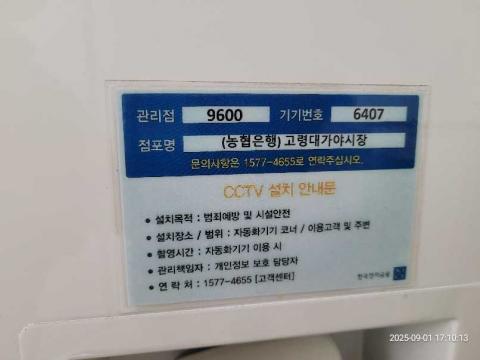 관리점 9600 기기번호 6407
점포명 (농협은행) 고령대가야시장
문의사항은 1577-4655로 연락주십시오.
CCTV 설치 안내문
• 설치목적 : 범죄예방 및 시설안전
• 설치장소 / 범위 : 자동화기기 코너 / 이용고객 및 주변
• 촬영시간 : 자동화기기 이용 시
• 관리책임자 : 개인정보 보호 담당자
• 연 락 처 : 1577-4655 [고객센터]
한국전자금융
2025-09-01 17:10:13